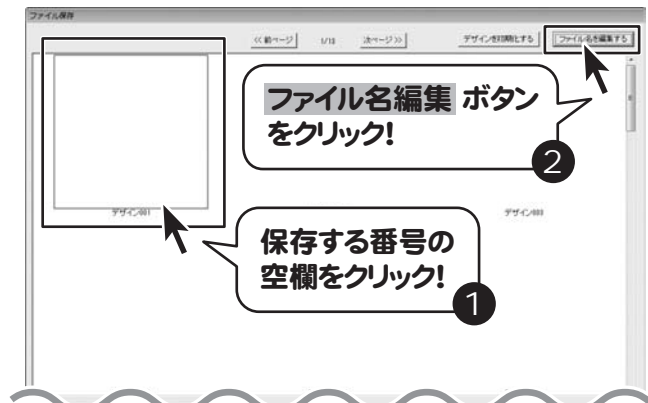 ファイル保存
<<前ページ 1/13 次ページ>> デザインを初期化する ファイル名を編集する
ファイル名編集 ボタン
をクリック!
2
デザイン001 デザイン003
保存する番号の
空欄をクリック!
1